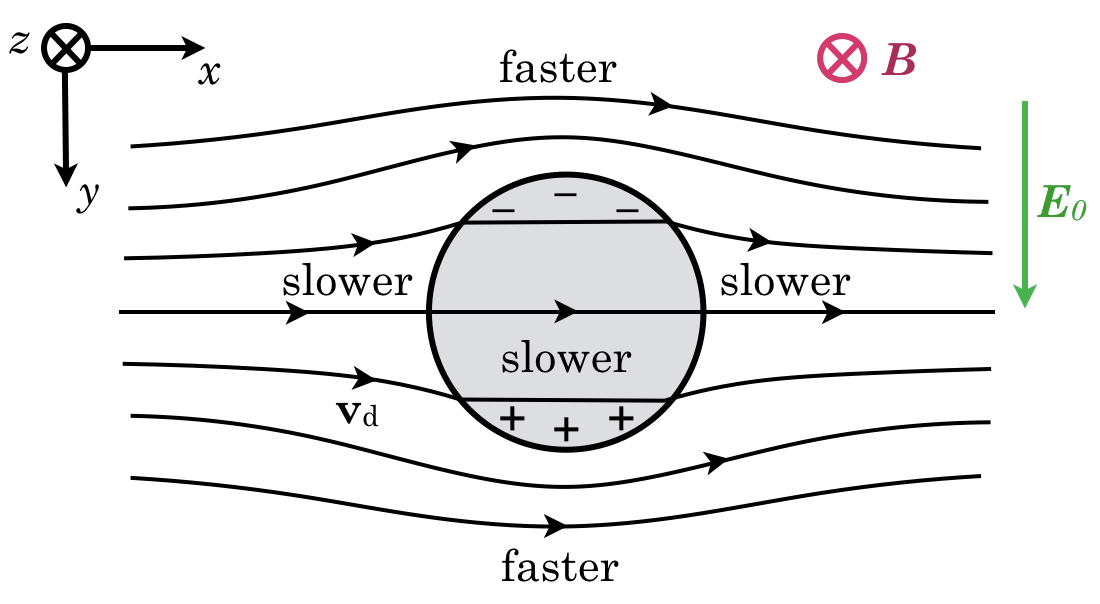 z
x
y
faster
B
E0
slower
slower
slower
vd
− − −
+ + +
faster